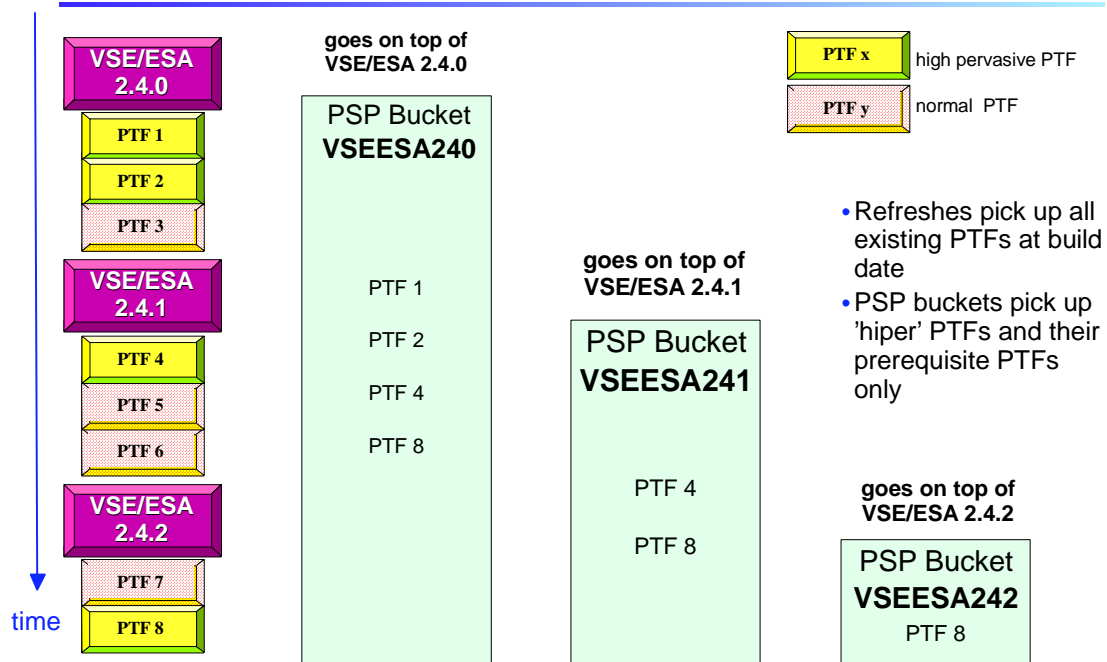 VSE/ESA
2.4.0
PTF 1
PTF 2
PTF 3
VSE/ESA
2.4.1
PTF 4
PTF 5
PTF 6
VSE/ESA
2.4.2
PTF 7
PTF 8
time
goes on top of
VSE/ESA 2.4.0
PSP Bucket
VSEESA240
PTF 1
PTF 2
PTF 4
PTF 8
goes on top of
VSE/ESA 2.4.1
PSP Bucket
VSEESA241
PTF 4
PTF 8
goes on top of
VSE/ESA 2.4.2
PSP Bucket
VSEESA242
PTF 8
PTF x
high pervasive PTF
PTF y
normal PTF
• Refreshes pick up all
existing PTFs at build
date
• PSP buckets pick up
’hiper’ PTFs and their
prerequisite PTFs
only